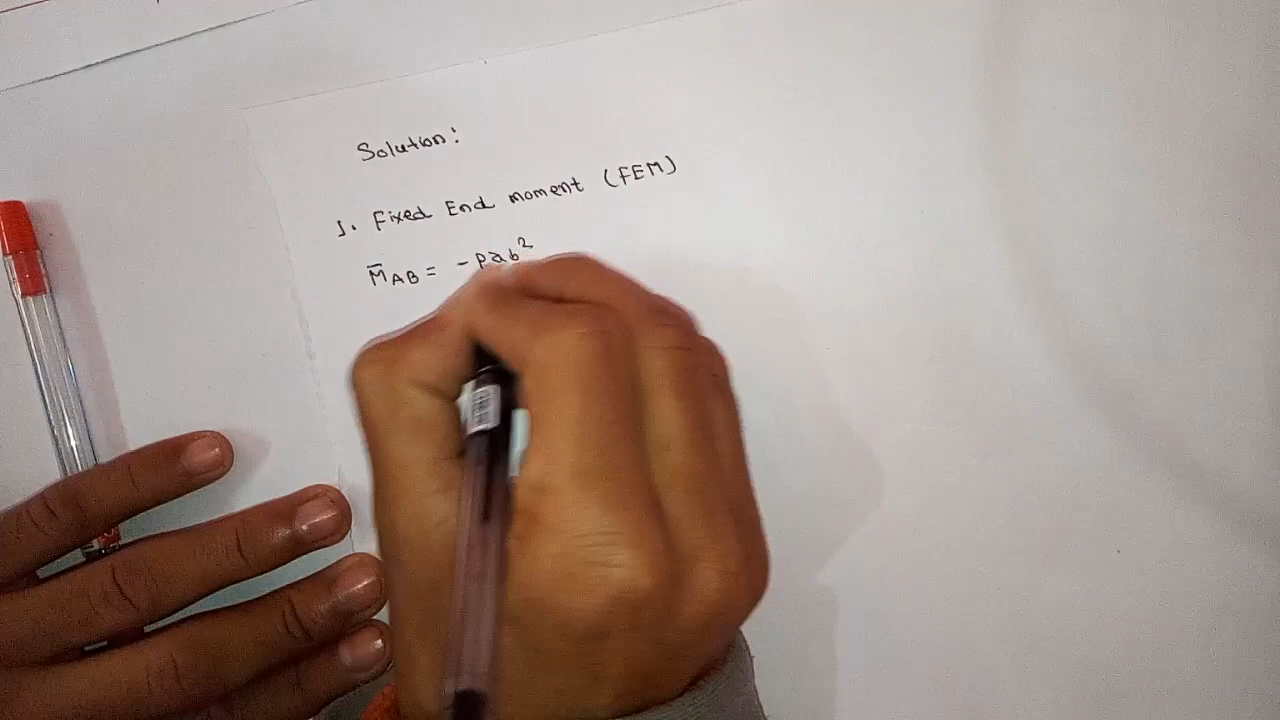 Solution:
1. Fixed End moment (FEM)
M̅AB = -Pab²